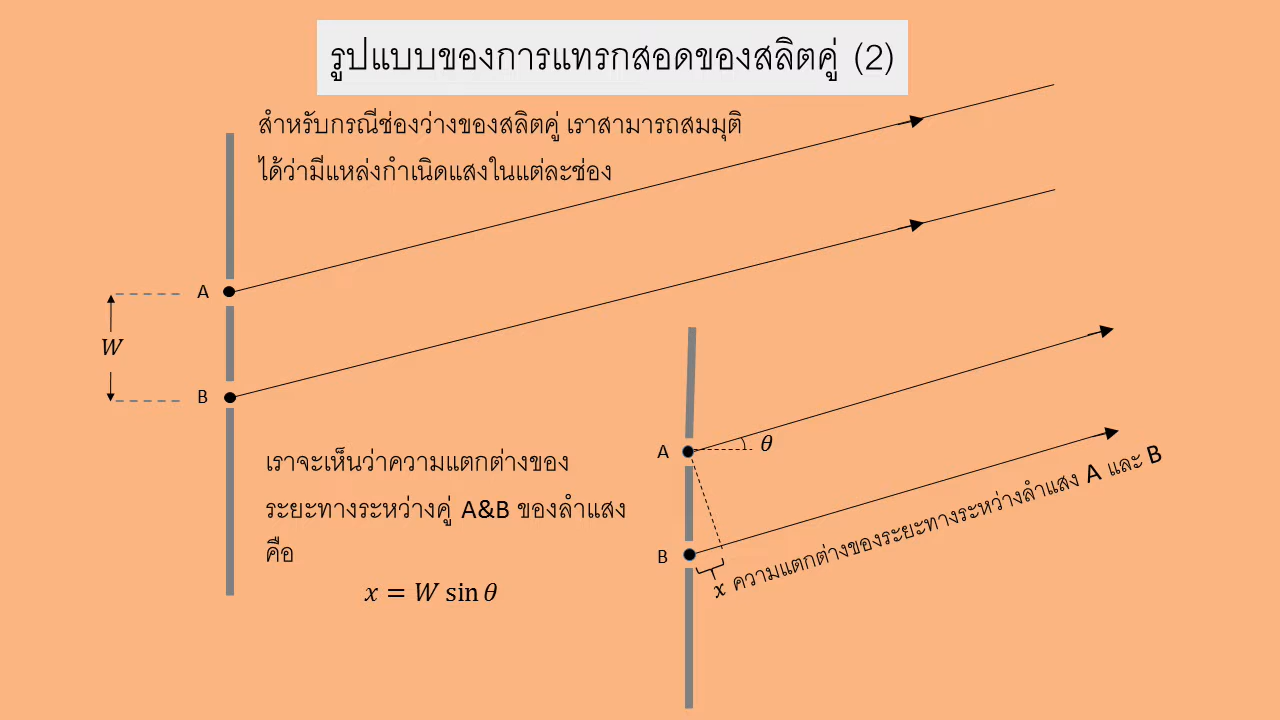 รูปแบบของการแทรกสอดของสลิตคู่ (2)
สำหรับกรณีช่องว่างของสลิตคู่ เราสามารถสมมุติ
ได้ว่ามีแหล่งกำเนิดแสงในแต่ละช่อง
A
W
B
A
θ
B
x ความแตกต่างของระยะทางระหว่างลำแสง A และ B
เราจะเห็นว่าความแตกต่างของ
ระยะทางระหว่างคู่ A&B ของลำแสง
คือ
x = W sin θ